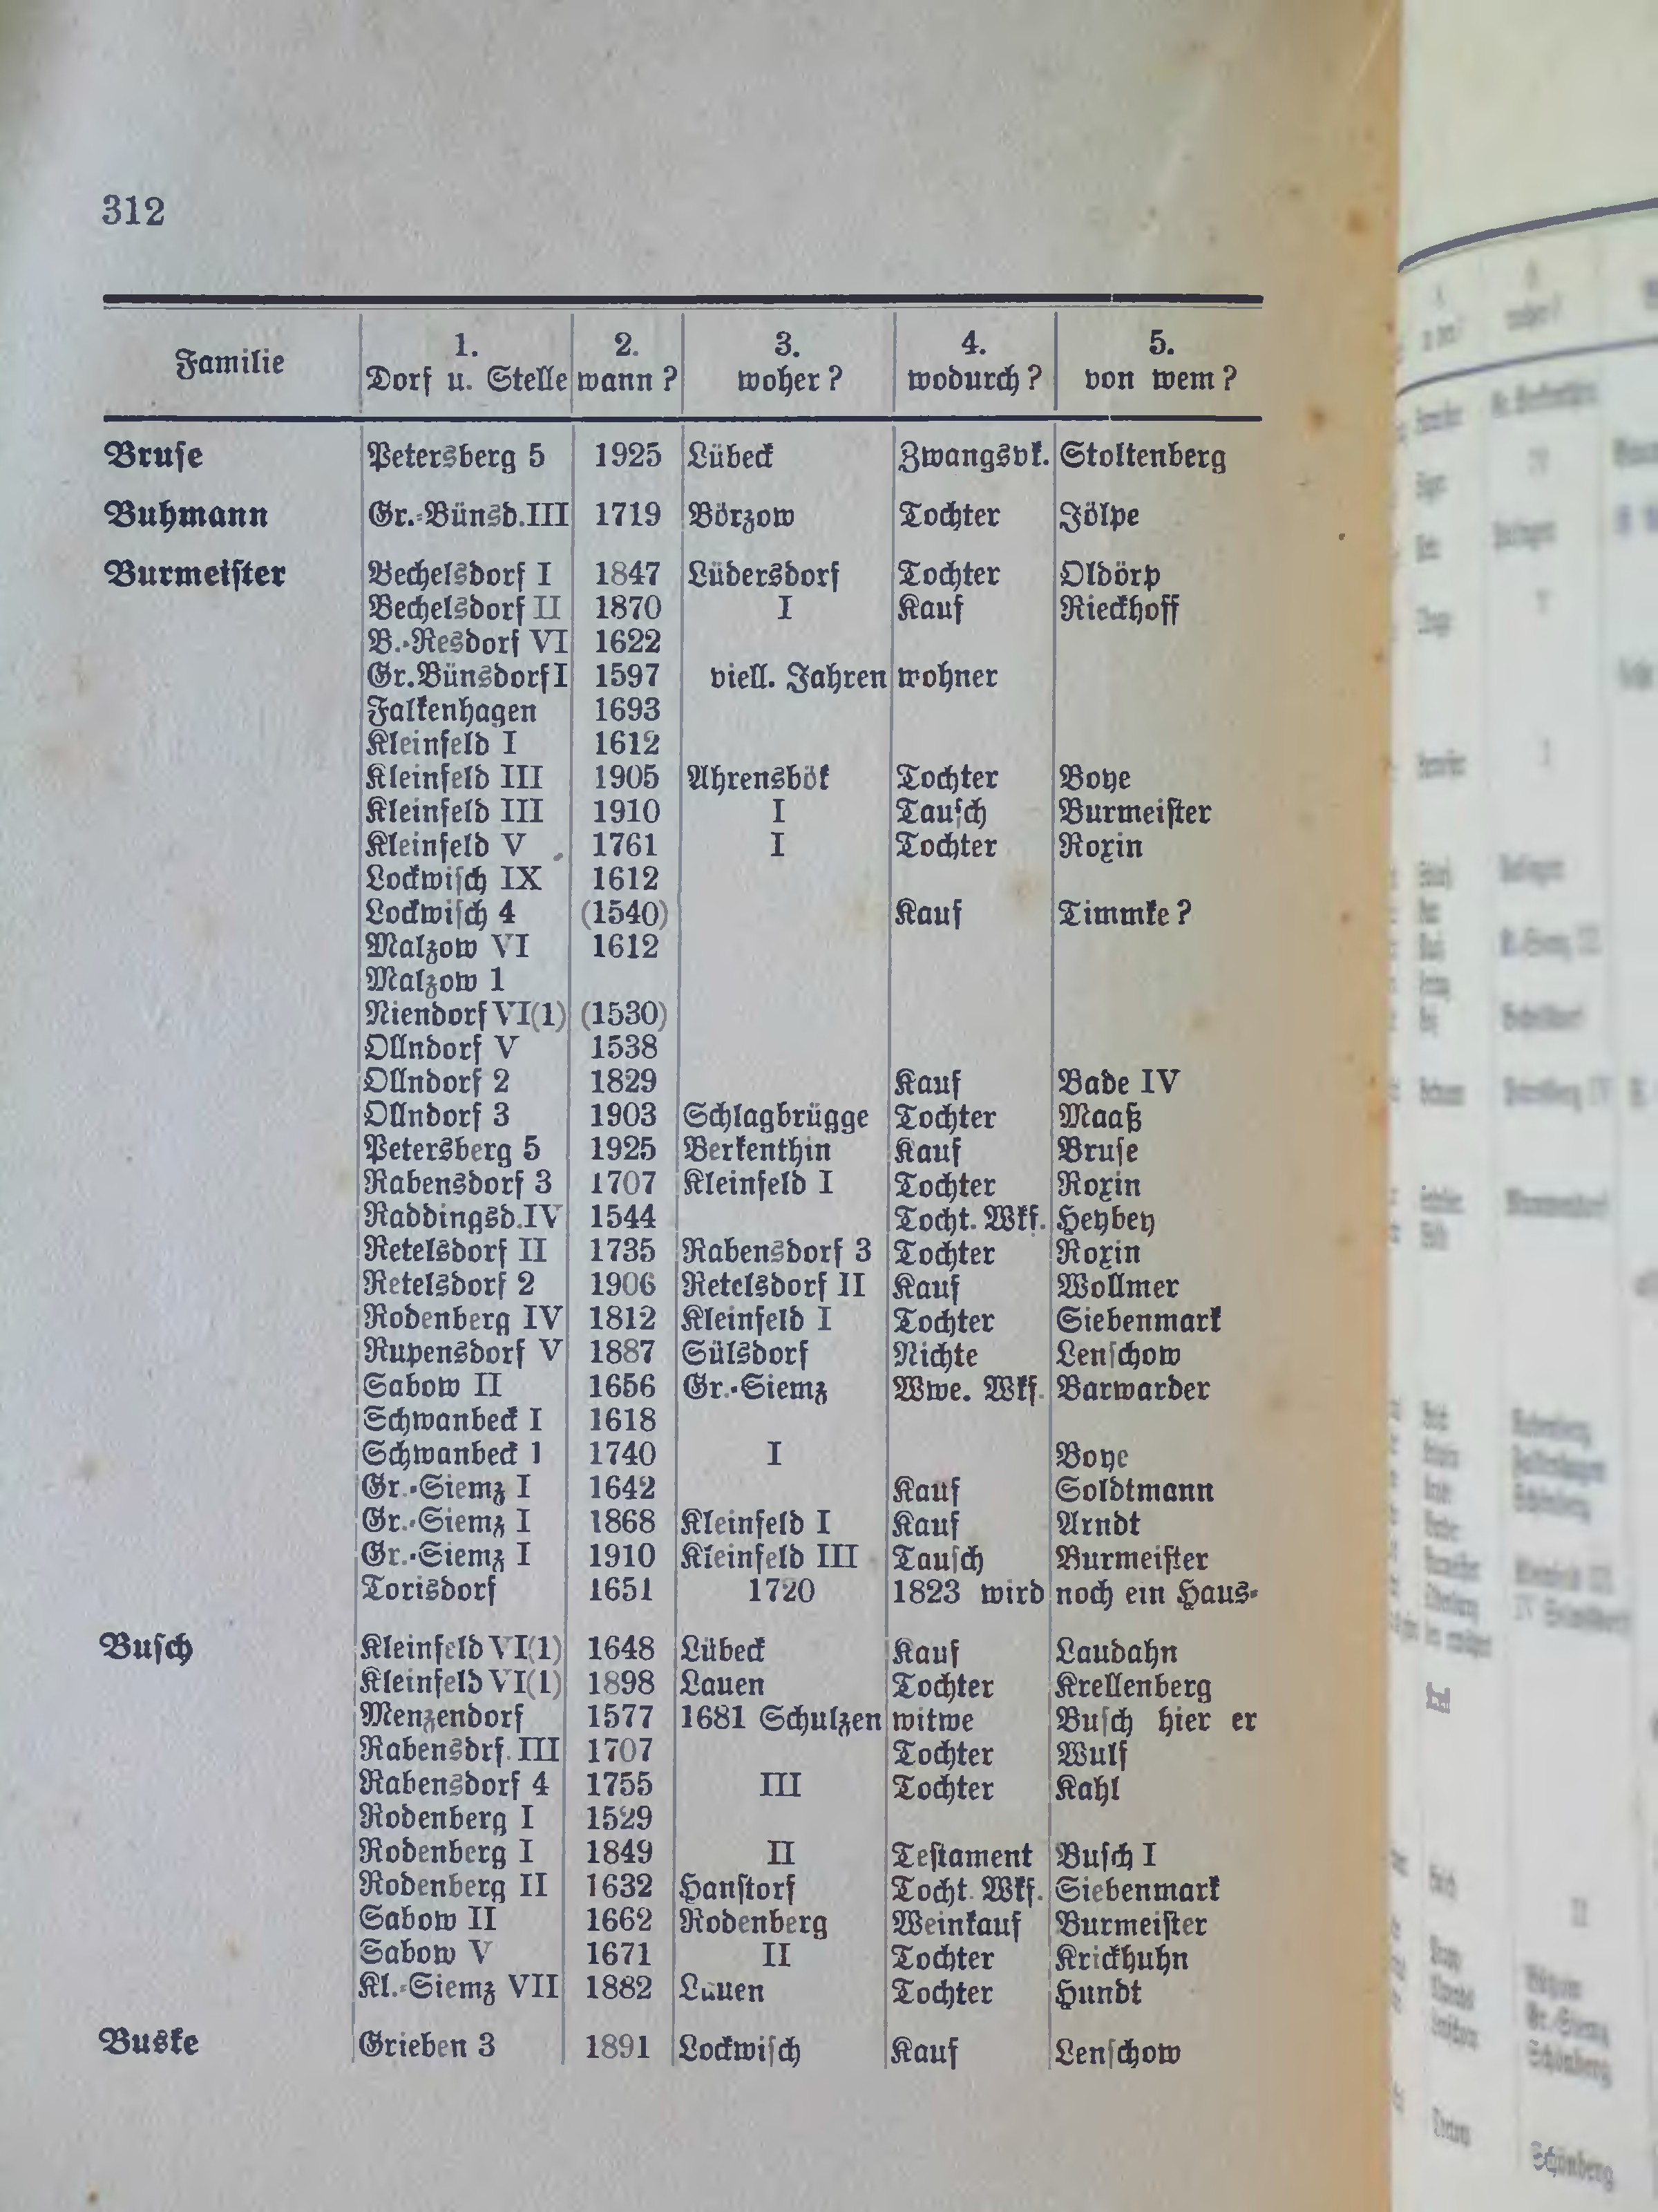 312
Familie 1. Dorf u. Stelle 2. wann? 3. woher? 4. wodurch? 5. von wem?
Bruse Petersberg 5 1925 Lübeck Zwangsvk. Stoltenberg
Buhmann Gr.-Bünsd. III 1719 Börzow Tochter Jölpe
Burmeister Bechelsdorf I 1847 Lüdersdorf Tochter Oldörp
Bechelsdorf II 1870 I Kauf Rieckhoff
B.-Resdorf VI 1622
Gr. Bünsdorf I 1597 viell. Jahrenwohner
Falkenhagen 1693
Kleinfeld I 1612
Kleinfeld III 1905 Ahrensbök Tochter Boye
Kleinfeld III 1910 I Tausch Burmeister
Kleinfeld V 1761 I Tochter Roxin
Lockwisch IX 1612
Lockwisch 4 (1540) Kauf Timmke?
Malzow VI 1612
Malzow 1
Niendorf VI(1) (1530)
Ollndorf V 1538
Ollndorf 2 1829 Kauf Bade IV
Ollndorf 3 1903 Schlagbrügge Tochter Maaß
Petersberg 5 1925 Berkenthin Kauf Bruse
Rabensdorf 3 1707 Kleinfeld I Tochter Roxin
Raddingsd. IV 1544 Tocht. Wkf. Heybey
Retelsdorf II 1735 Rabensdorf 3 Tochter Roxin
Retelsdorf 2 1906 Retelsdorf II Kauf Wollmer
Rodenberg IV 1812 Kleinfeld I Tochter Siebenmark
Rupensdorf V 1887 Sülsdorf Nichte Lenschow
Sabow II 1656 Gr.-Siemz Wwe. Wkf. Barwarder
Schwanbeck I 1618
Schwanbeck 1 1740 I Boye
Gr.-Siemz I 1642 Kauf Soldtmann
Gr.-Siemz I 1868 Kleinfeld I Kauf Arndt
Gr.-Siemz I 1910 Kleinfeld III Tausch Burmeister
Torisdorf 1651 1720 1823 wird noch ein Haus-
Busch Kleinfeld VI(1) 1648 Lübeck Kauf Laudahn
Kleinfeld VI(1) 1898 Lauen Tochter Krellenberg
Menzendorf 1577 1681 Schulzenwitwe Busch hier er
Rabensdrf. III 1707 Tochter Wulf
Rabensdorf 4 1755 III Tochter Kahl
Rodenberg I 1529
Rodenberg I 1849 II Testament Busch I
Rodenberg II 1632 Hanstorf Tocht. Wkf. Siebenmark
Sabow II 1662 Rodenberg Weinkauf Burmeister
Sabow V 1671 II Tochter Krickhuhn
Kl.-Siemz VII 1882 Lauen Tochter Hundt
Buske Grieben 3 1891 Lockwisch Kauf Lenschow
Gr.-Siemz
Schönberg
Schönberg